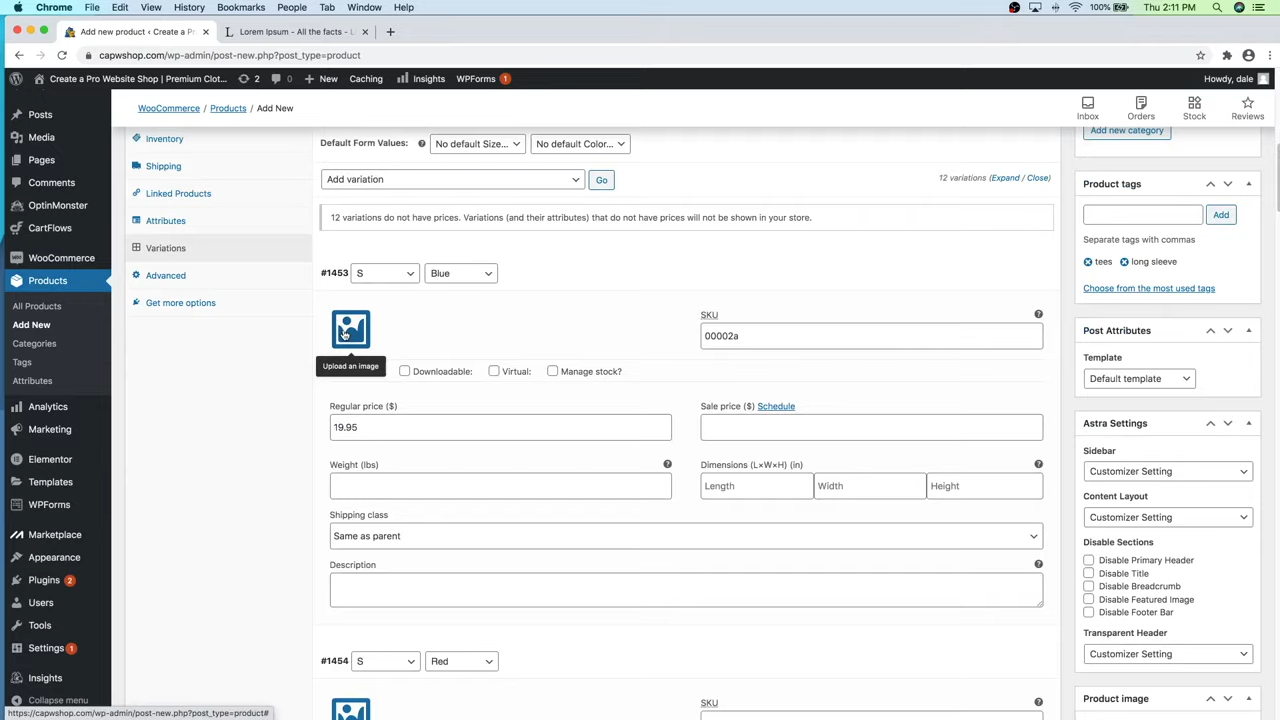 Chrome File Edit View History Bookmarks People Tab Window Help 100% Thu 2:11 PM
Add new product ‹ Create a Pr
Lorem Ipsum - All the facts - L
capwshop.com/wp-admin/post-new.php?post_type=product
Create a Pro Website Shop | Premium Clot... 2 0 New Caching Insights WPForms 1 Howdy, dale
WooCommerce / Products / Add New
Inbox Orders Stock Reviews
Posts
Media
Pages
Comments
OptinMonster
CartFlows
WooCommerce
Products
All Products
Add New
Categories
Tags
Attributes
Analytics
Marketing
Elementor
Templates
WPForms
Marketplace
Appearance
Plugins 2
Users
Tools
Settings 1
Insights
Collapse menu
https://capwshop.com/wp-admin/post-new.php?post_type=product#
Inventory
Shipping
Linked Products
Attributes
Variations
Advanced
Get more options
Default Form Values: No default Size... No default Color...
Add variation Go 12 variations (Expand / Close)
12 variations do not have prices. Variations (and their attributes) that do not have prices will not be shown in your store.
#1453 S Blue
SKU
00002a
Upload an image
Downloadable: Virtual: Manage stock?
Regular price ($) Sale price ($) Schedule
19.95
Weight (lbs) Dimensions (L×W×H) (in)
Length Width Height
Shipping class
Same as parent
Description
#1454 S Red
SKU
Add new category
Product tags
Add
Separate tags with commas
tees long sleeve
Choose from the most used tags
Post Attributes
Template
Default template
Astra Settings
Sidebar
Customizer Setting
Content Layout
Customizer Setting
Disable Sections
Disable Primary Header
Disable Title
Disable Breadcrumb
Disable Featured Image
Disable Footer Bar
Transparent Header
Customizer Setting
Product image